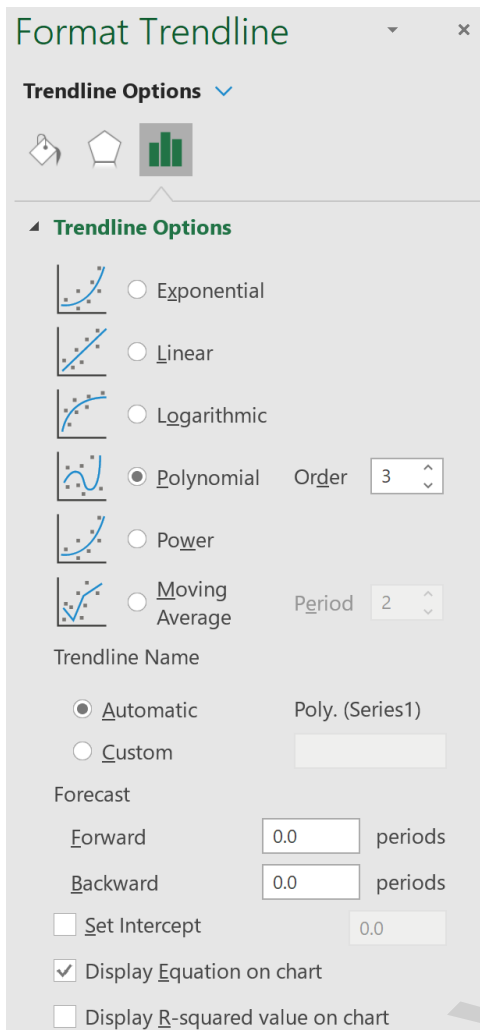 Format Trendline
Trendline Options
Trendline Options
Exponential
Linear
Logarithmic
Polynomial Order 3
Power
Moving
Average Period 2
Trendline Name
Automatic Poly. (Series1)
Custom
Forecast
Forward 0.0 periods
Backward 0.0 periods
Set Intercept 0.0
Display Equation on chart
Display R-squared value on chart